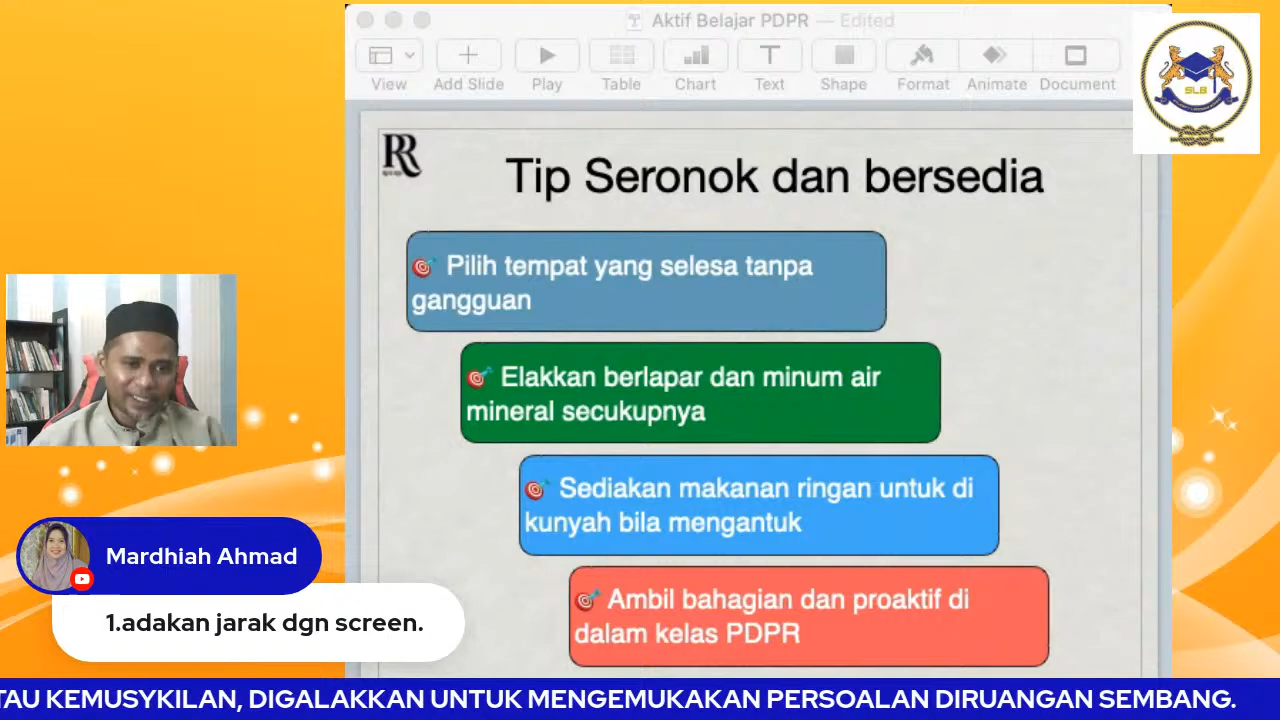 Aktif Belajar PDPR — Edited
View
Add Slide
Play
Table
Chart
Text
Shape
Format
Animate
Document
SLB
RR
Tip Seronok dan bersedia
Pilih tempat yang selesa tanpa
gangguan
Elakkan berlapar dan minum air
mineral secukupnya
Sediakan makanan ringan untuk di
kunyah bila mengantuk
Ambil bahagian dan proaktif di
dalam kelas PDPR
Mardhiah Ahmad
1.adakan jarak dgn screen.
TAU KEMUSYKILAN, DIGALAKKAN UNTUK MENGEMUKAKAN PERSOALAN DIRUANGAN SEMBANG.